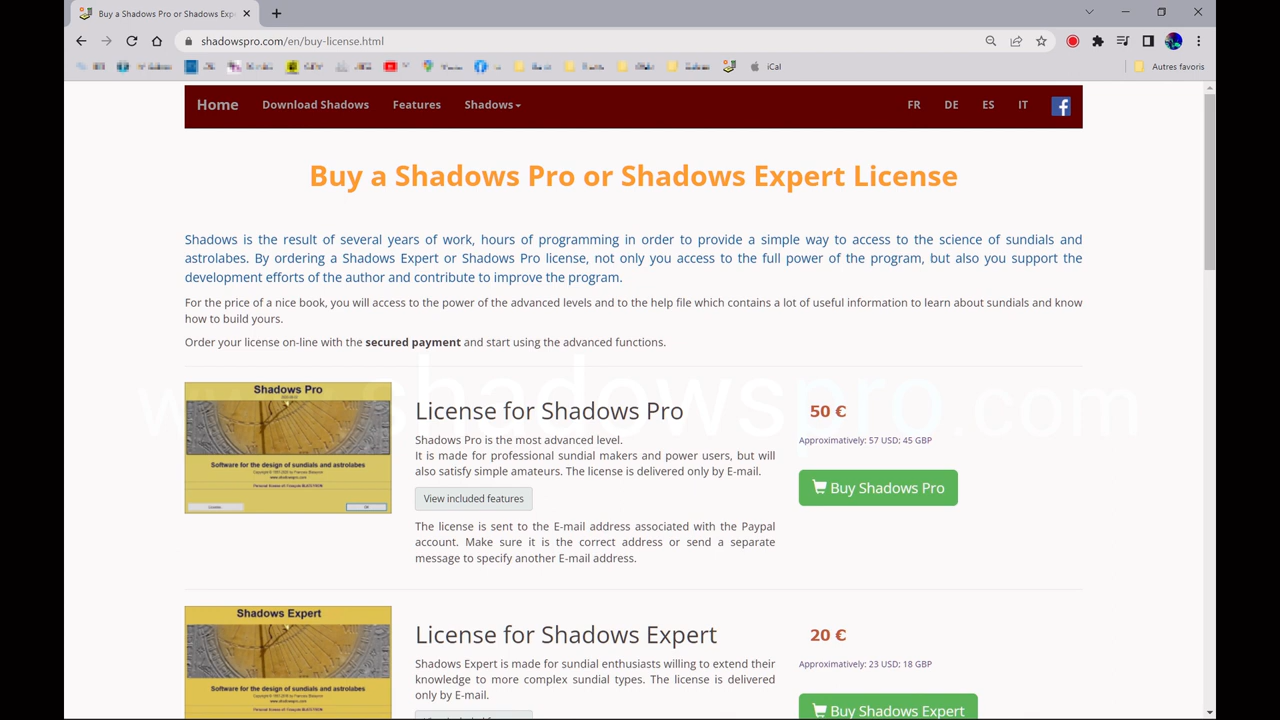 Buy a Shadows Pro or Shadows Exp
shadowspro.com/en/buy-license.html
iCal
Autres favoris
Home Download Shadows Features Shadows FR DE ES IT
Buy a Shadows Pro or Shadows Expert License
Shadows is the result of several years of work, hours of programming in order to provide a simple way to access to the science of sundials and
astrolabes. By ordering a Shadows Expert or Shadows Pro license, not only you access to the full power of the program, but also you support the
development efforts of the author and contribute to improve the program.
For the price of a nice book, you will access to the power of the advanced levels and to the help file which contains a lot of useful information to learn about sundials and know
how to build yours.
Order your license on-line with the secured payment and start using the advanced functions.
www.shadowspro.com
Shadows Pro
Software for the design of sundials and astrolabes
www.shadowspro.com
License for Shadows Pro
Shadows Pro is the most advanced level.
It is made for professional sundial makers and power users, but will
also satisfy simple amateurs. The license is delivered only by E-mail.
View included features
The license is sent to the E-mail address associated with the Paypal
account. Make sure it is the correct address or send a separate
message to specify another E-mail address.
50 €
Approximatively: 57 USD; 45 GBP
Buy Shadows Pro
Shadows Expert
Software for the design of sundials and astrolabes
www.shadowspro.com
License for Shadows Expert
Shadows Expert is made for sundial enthusiasts willing to extend their
knowledge to more complex sundial types. The license is delivered
only by E-mail.
20 €
Approximatively: 23 USD; 18 GBP
Buy Shadows Expert